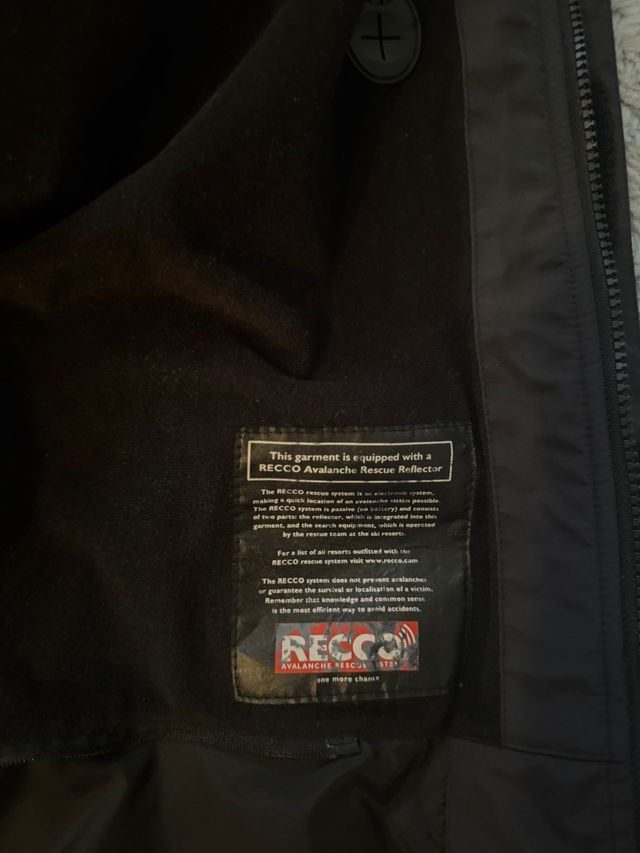 This garment is equipped with a
RECCO Avalanche Rescue Reflector
The RECCO rescue system is an electronic system,
making a quick location of an avalanche victim possible.
The RECCO system is passive (no battery) and consists
of two parts: the reflector, which is integrated into this
garment, and the search equipment, which is operated
by the rescue team at the ski resorts.
For a list of all resorts outfitted with the
RECCO rescue system visit www.recco.com
The RECCO system does not prevent avalanches
or guarantee the survival or localisation of a victim.
Remember that knowledge and common sense
is the most efficient way to avoid accidents.
RECCO
AVALANCHE RESCUE SYSTEM
one more chance